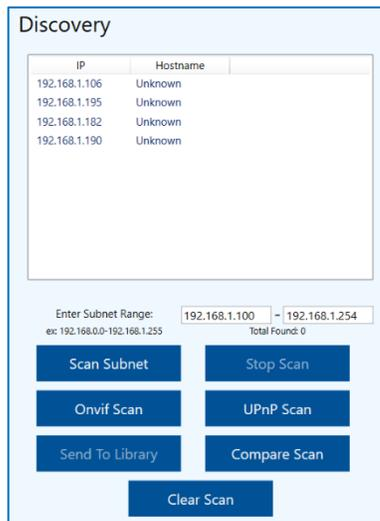 Discovery
IP Hostname
192.168.1.106 Unknown
192.168.1.195 Unknown
192.168.1.182 Unknown
192.168.1.190 Unknown
Enter Subnet Range: 192.168.1.100 – 192.168.1.254
ex: 192.168.0.0-192.168.1.255 Total Found: 0
Scan Subnet Stop Scan
Onvif Scan UPnP Scan
Send To Library Compare Scan
Clear Scan